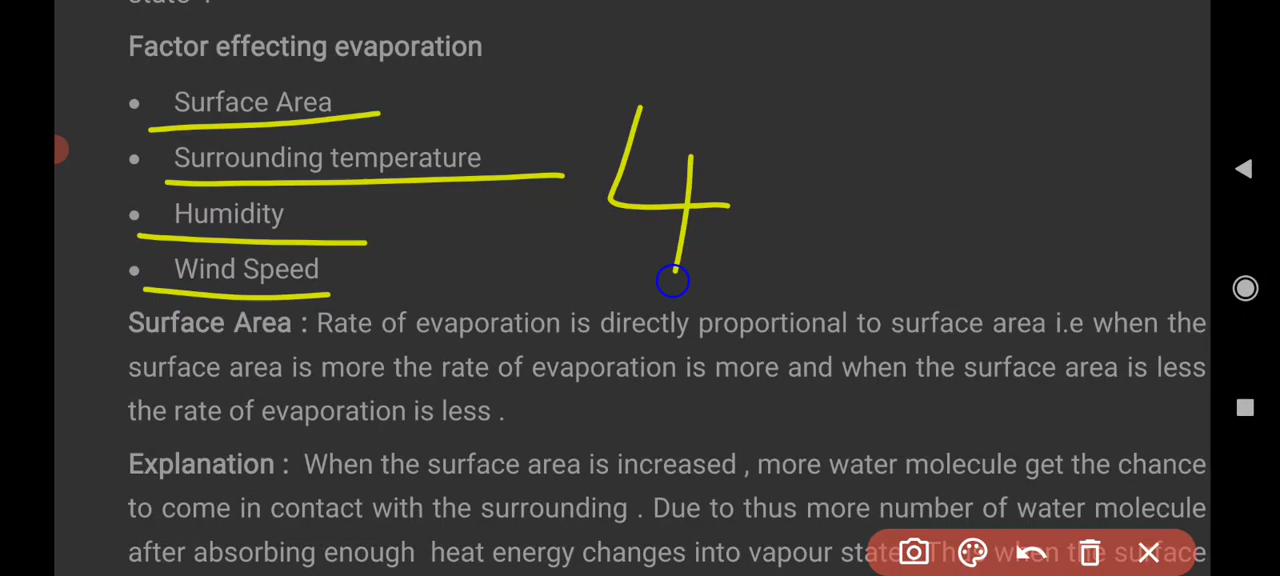 Factor effecting evaporation
• Surface Area
• Surrounding temperature
• Humidity
• Wind Speed
4
Surface Area : Rate of evaporation is directly proportional to surface area i.e when the
surface area is more the rate of evaporation is more and when the surface area is less
the rate of evaporation is less .
Explanation : When the surface area is increased , more water molecule get the chance
to come in contact with the surrounding . Due to thus more number of water molecule
after absorbing enough heat energy changes into vapour state